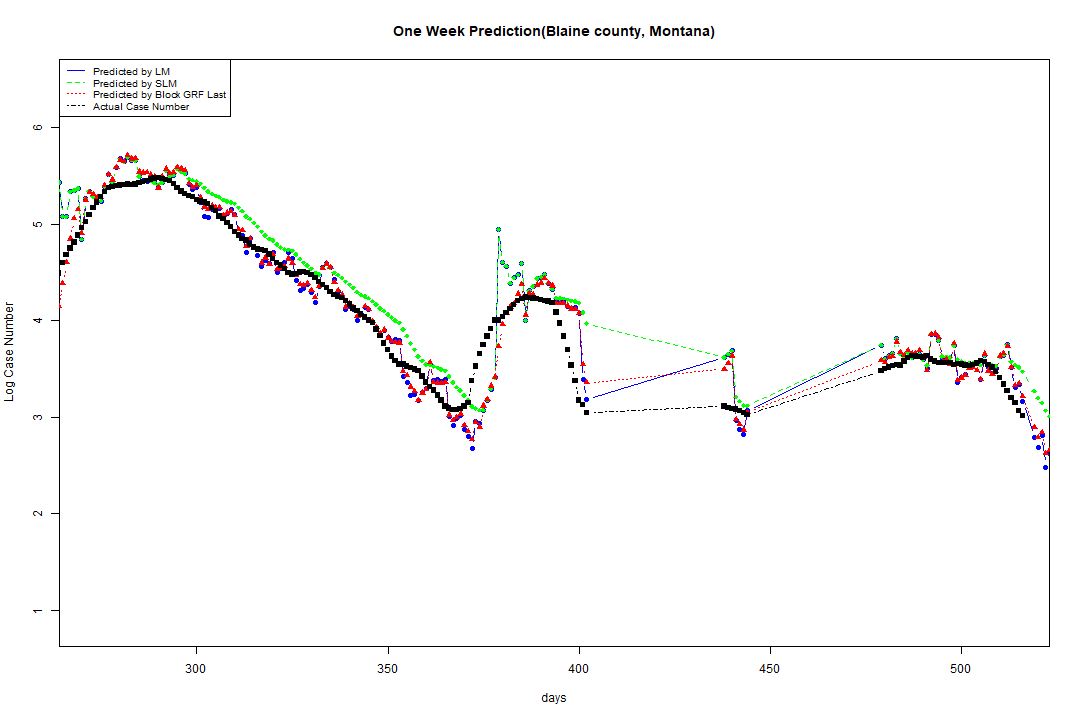 One Week Prediction(Blaine county, Montana)
Predicted by LM
Predicted by SLM
Predicted by Block GRF Last
Actual Case Number
6
5
4
3
2
1
Log Case Number
300
350
400
450
500
days